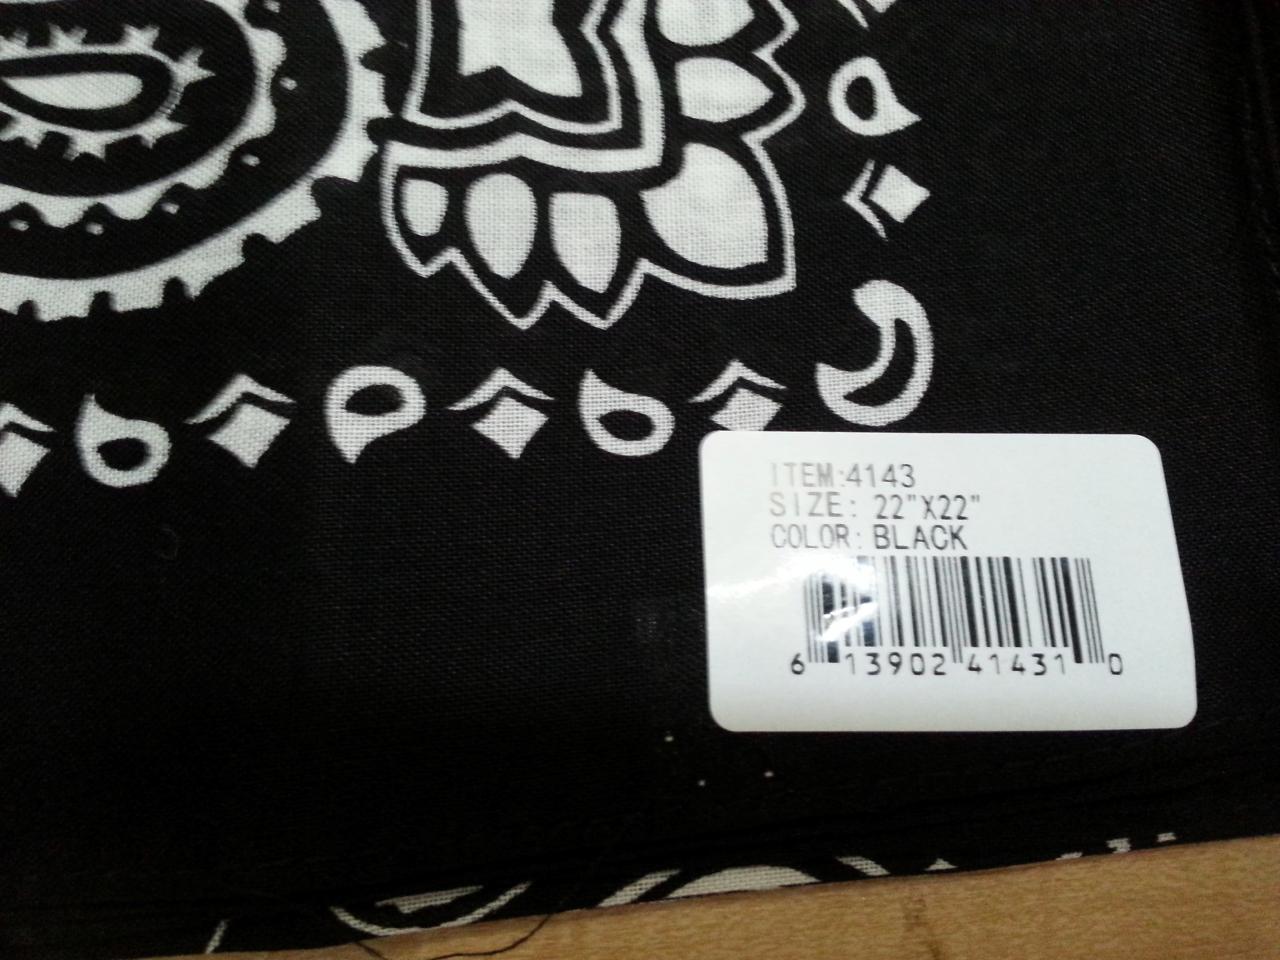 ITEM:4143
SIZE: 22"X22"
COLOR: BLACK
6 13902 41431 0